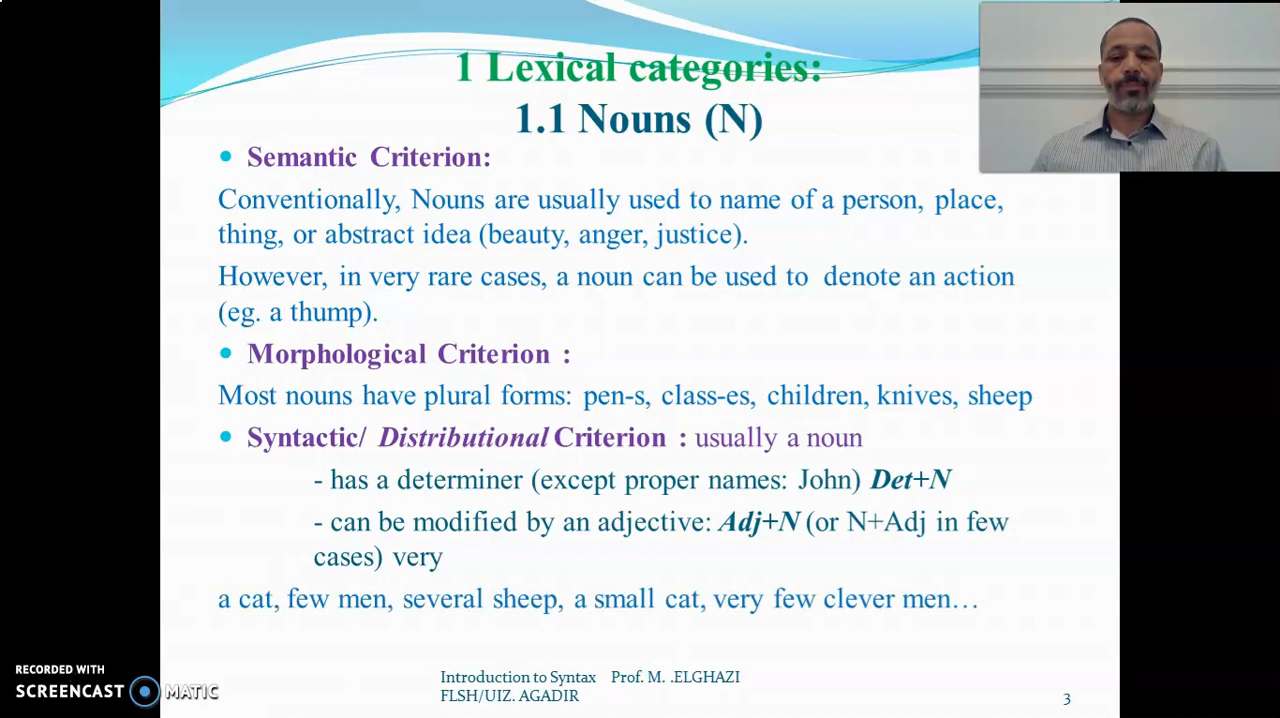 1 Lexical categories:
1.1 Nouns (N)
• Semantic Criterion:
Conventionally, Nouns are usually used to name of a person, place,
thing, or abstract idea (beauty, anger, justice).
However, in very rare cases, a noun can be used to denote an action
(eg. a thump).
• Morphological Criterion :
Most nouns have plural forms: pen-s, class-es, children, knives, sheep
• Syntactic/ Distributional Criterion : usually a noun
- has a determiner (except proper names: John) Det+N
- can be modified by an adjective: Adj+N (or N+Adj in few
cases) very
a cat, few men, several sheep, a small cat, very few clever men…
Introduction to Syntax Prof. M. .ELGHAZI
FLSH/UIZ. AGADIR
3
RECORDED WITH
SCREENCAST MATIC